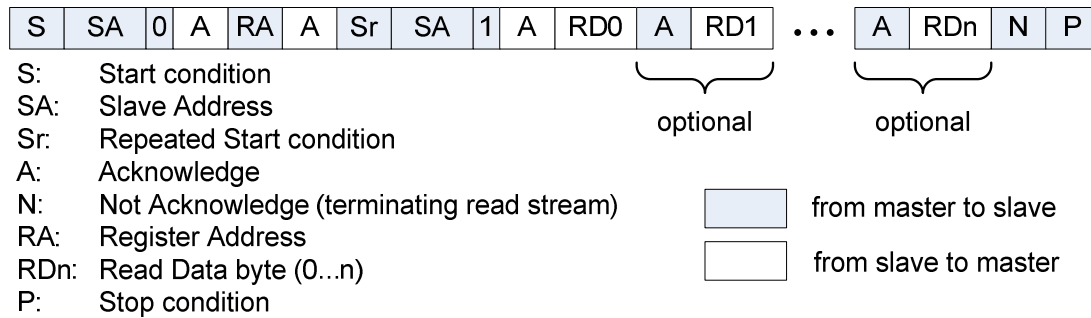 S SA 0 A RA A Sr SA 1 A RD0 A RD1 ... A RDn N P
S: Start condition
SA: Slave Address
optional optional
Sr: Repeated Start condition
A: Acknowledge
N: Not Acknowledge (terminating read stream)
from master to slave
RA: Register Address
RDn: Read Data byte (0...n)
from slave to master
P: Stop condition